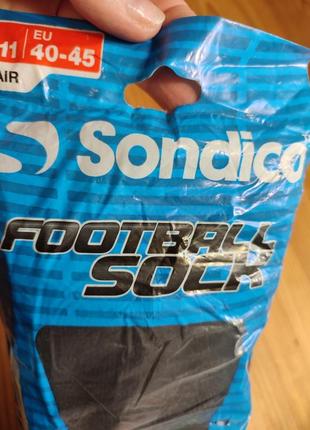 11 EU
40-45
AIR
Sondico
FOOTBALL
SOCK